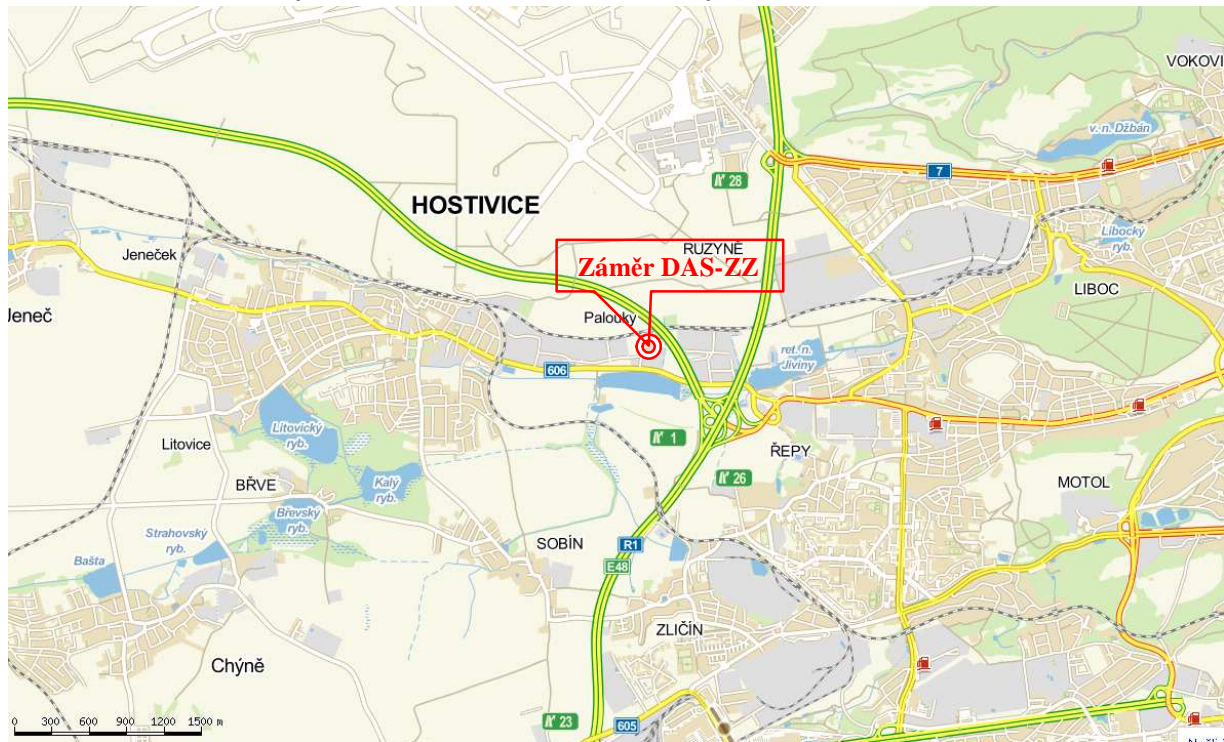 VOKOVI
v. n. Džbán
7
28
HOSTIVICE
Libocký
ryb.
RUZYNĚ
Jeneček
Záměr DAS-ZZ
LIBOC
Jeneč
Palouky
ret. n.
Jiviny
606
Litovický
ryb.
1
Litovice
ŘEPY
26
Kalý
ryb.
BŘVE
MOTOL
Břevský
ryb.
Strahovský
ryb.
SOBÍN
R1
Bašta
E48
ZLIČÍN
Chýně
0 300 600 900 1200 1500 m
23
605